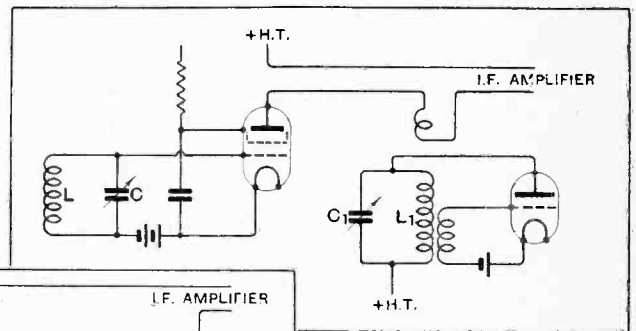 +H.T.
I.F. AMPLIFIER
L
C
C1
L1
+H.T.
I.F. AMPLIFIER